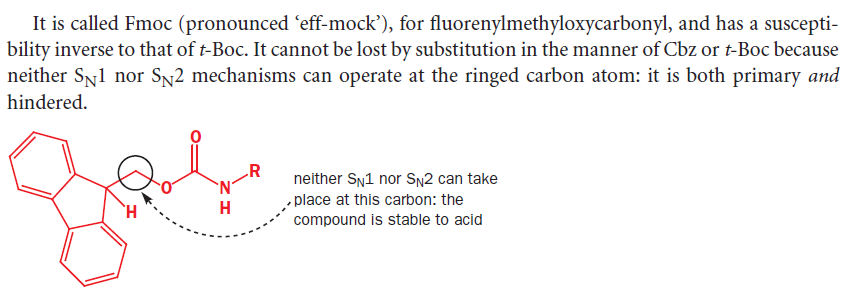 It is called Fmoc (pronounced ‘eff-mock’), for fluorenylmethyloxycarbonyl, and has a suscepti-
bility inverse to that of t-Boc. It cannot be lost by substitution in the manner of Cbz or t-Boc because
neither SN1 nor SN2 mechanisms can operate at the ringed carbon atom: it is both primary and
hindered.
O
O
N
H
R
H
neither SN1 nor SN2 can take
place at this carbon: the
compound is stable to acid